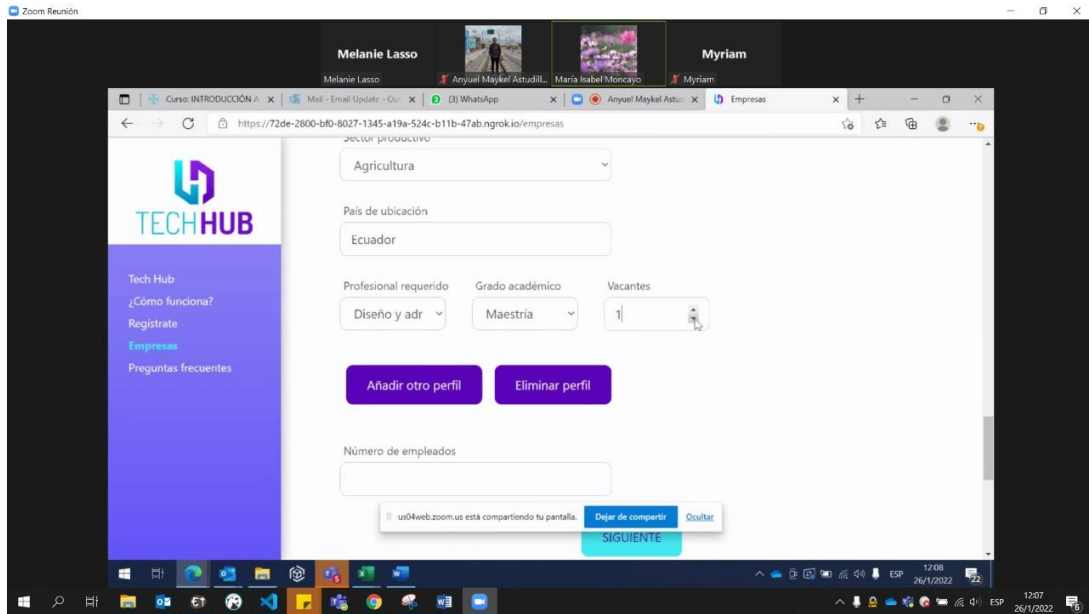 Zoom Reunión
Melanie Lasso
Myriam
Melanie Lasso
Anyuel Maykel Astudill...
María Isabel Moncayo
Myriam
Curso: INTRODUCCIÓN A
Mail - Email Update - Ou
(3) WhatsApp
Anyuel Maykel Astuc
Empresas
https://72de-2800-bf0-8027-1345-a19a-524c-b11b-47ab.ngrok.io/empresas
Sector productivo
Agricultura
TECHHUB
País de ubicación
Ecuador
Tech Hub
¿Cómo funciona?
Regístrate
Empresas
Preguntas frecuentes
Profesional requerido
Grado académico
Vacantes
Diseño y adr
Maestría
1
Añadir otro perfil
Eliminar perfil
Número de empleados
us04web.zoom.us está compartiendo tu pantalla.
Dejar de compartir
Ocultar
SIGUIENTE
ESP
12:08
26/1/2022
22
ESP
12:07
26/1/2022